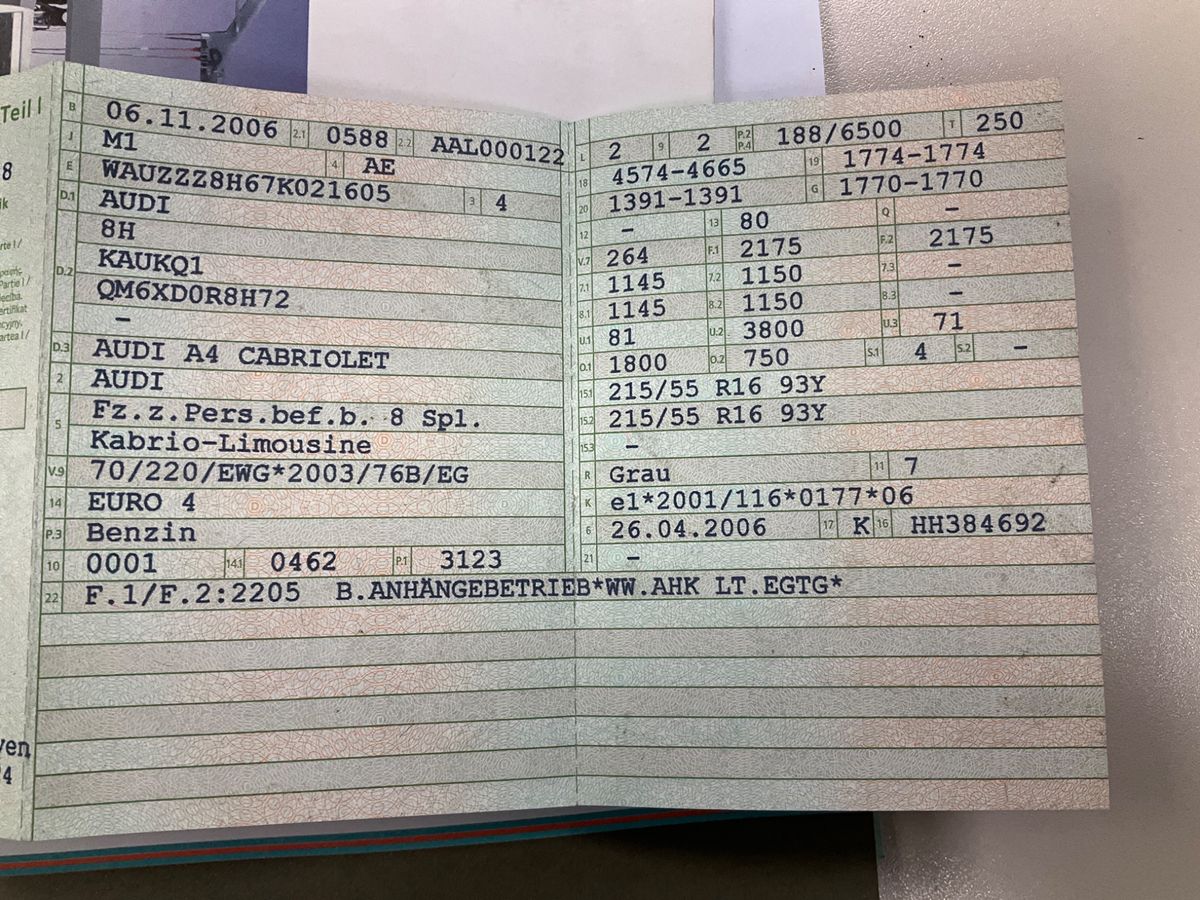 Teil I
8
B 06.11.2006 2.1 0588 2.2 AAL000122
J M1 4 AE
E WAUZZZ8H67K021605 3 4
D.1 AUDI
8H
D.2 KAUKQ1
QM6XD0R8H72
–
D.3 AUDI A4 CABRIOLET
2 AUDI
5 Fz.z.Pers.bef.b. 8 Spl.
Kabrio-Limousine
V.9 70/220/EWG*2003/76B/EG
14 EURO 4
P.3 Benzin
10 0001 14.1 0462 P.1 3123
L 2 9 2 P.2 P.4 188/6500 T 250
18 4574-4665 19 1774-1774
20 1391-1391 G 1770-1770
12 – 13 80 Q –
V.7 264 F.1 2175 F.2 2175
7.1 1145 7.2 1150 7.3 –
8.1 1145 8.2 1150 8.3 –
U.1 81 U.2 3800 U.3 71
O.1 1800 O.2 750 S.1 4 S.2 –
15.1 215/55 R16 93Y
15.2 215/55 R16 93Y
15.3 –
R Grau 11 7
K e1*2001/116*0177*06
6 26.04.2006 17 K 16 HH384692
21 –
22 F.1/F.2:2205 B.ANHÄNGEBETRIEB*WW.AHK LT.EGTG*
4